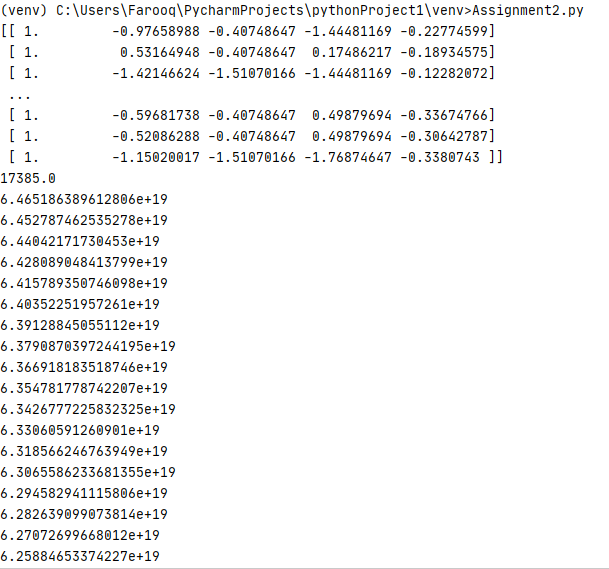 (venv) C:\Users\Farooq\PycharmProjects\pythonProject1\venv>Assignment2.py
[[ 1.         -0.97658988 -0.40748647 -1.44481169 -0.22774599]
 [ 1.          0.53164948 -0.40748647  0.17486217 -0.18934575]
 [ 1.         -1.42146624 -1.51070166 -1.44481169 -0.12282072]
 ...
 [ 1.         -0.59681738 -0.40748647  0.49879694 -0.33674766]
 [ 1.         -0.52086288 -0.40748647  0.49879694 -0.30642787]
 [ 1.         -1.15020017 -1.51070166 -1.76874647 -0.3380743 ]]
17385.0
6.465186389612806e+19
6.452787462535278e+19
6.44042171730453e+19
6.428089048413799e+19
6.415789350746098e+19
6.40352251957261e+19
6.39128845055112e+19
6.3790870397244195e+19
6.366918183518746e+19
6.354781778742207e+19
6.3426777225832325e+19
6.33060591260901e+19
6.318566246763949e+19
6.3065586233681355e+19
6.294582941115806e+19
6.282639099073814e+19
6.27072699668012e+19
6.25884653374227e+19